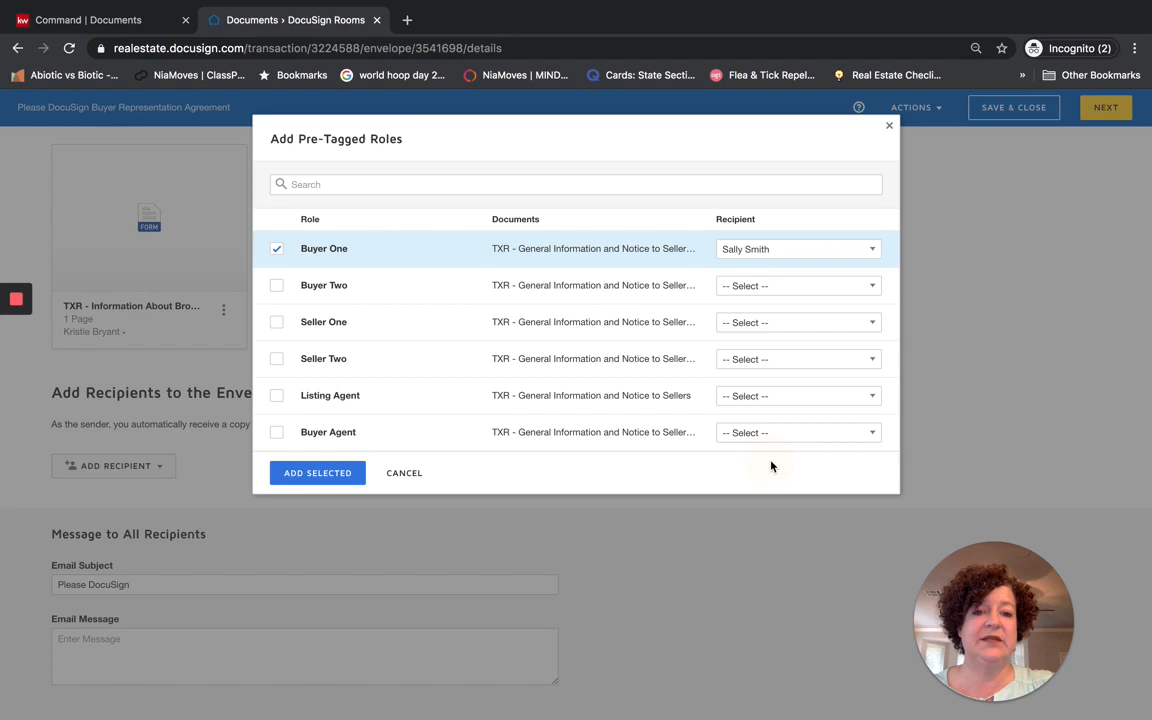 kw Command | Documents
Documents › DocuSign Rooms
realestate.docusign.com/transaction/3224588/envelope/3541698/details
Incognito (2)
Abiotic vs Biotic -...
NiaMoves | ClassP...
Bookmarks
world hoop day 2...
NiaMoves | MIND...
Cards: State Secti...
Flea & Tick Repel...
Real Estate Checkli...
»
Other Bookmarks
Please DocuSign Buyer Representation Agreement
ACTIONS
SAVE & CLOSE
NEXT
Add Pre-Tagged Roles
Search
Role Documents Recipient
Buyer One TXR - General Information and Notice to Seller... Sally Smith
Buyer Two TXR - General Information and Notice to Seller... -- Select --
Seller One TXR - General Information and Notice to Seller... -- Select --
Seller Two TXR - General Information and Notice to Seller... -- Select --
Listing Agent TXR - General Information and Notice to Sellers -- Select --
Buyer Agent TXR - General Information and Notice to Seller... -- Select --
ADD SELECTED CANCEL
FORM
TXR - Information About Bro...
1 Page
Kristie Bryant
Add Recipients to the Enve
As the sender, you automatically receive a copy
ADD RECIPIENT
Message to All Recipients
Email Subject
Please DocuSign
Email Message
Enter Message